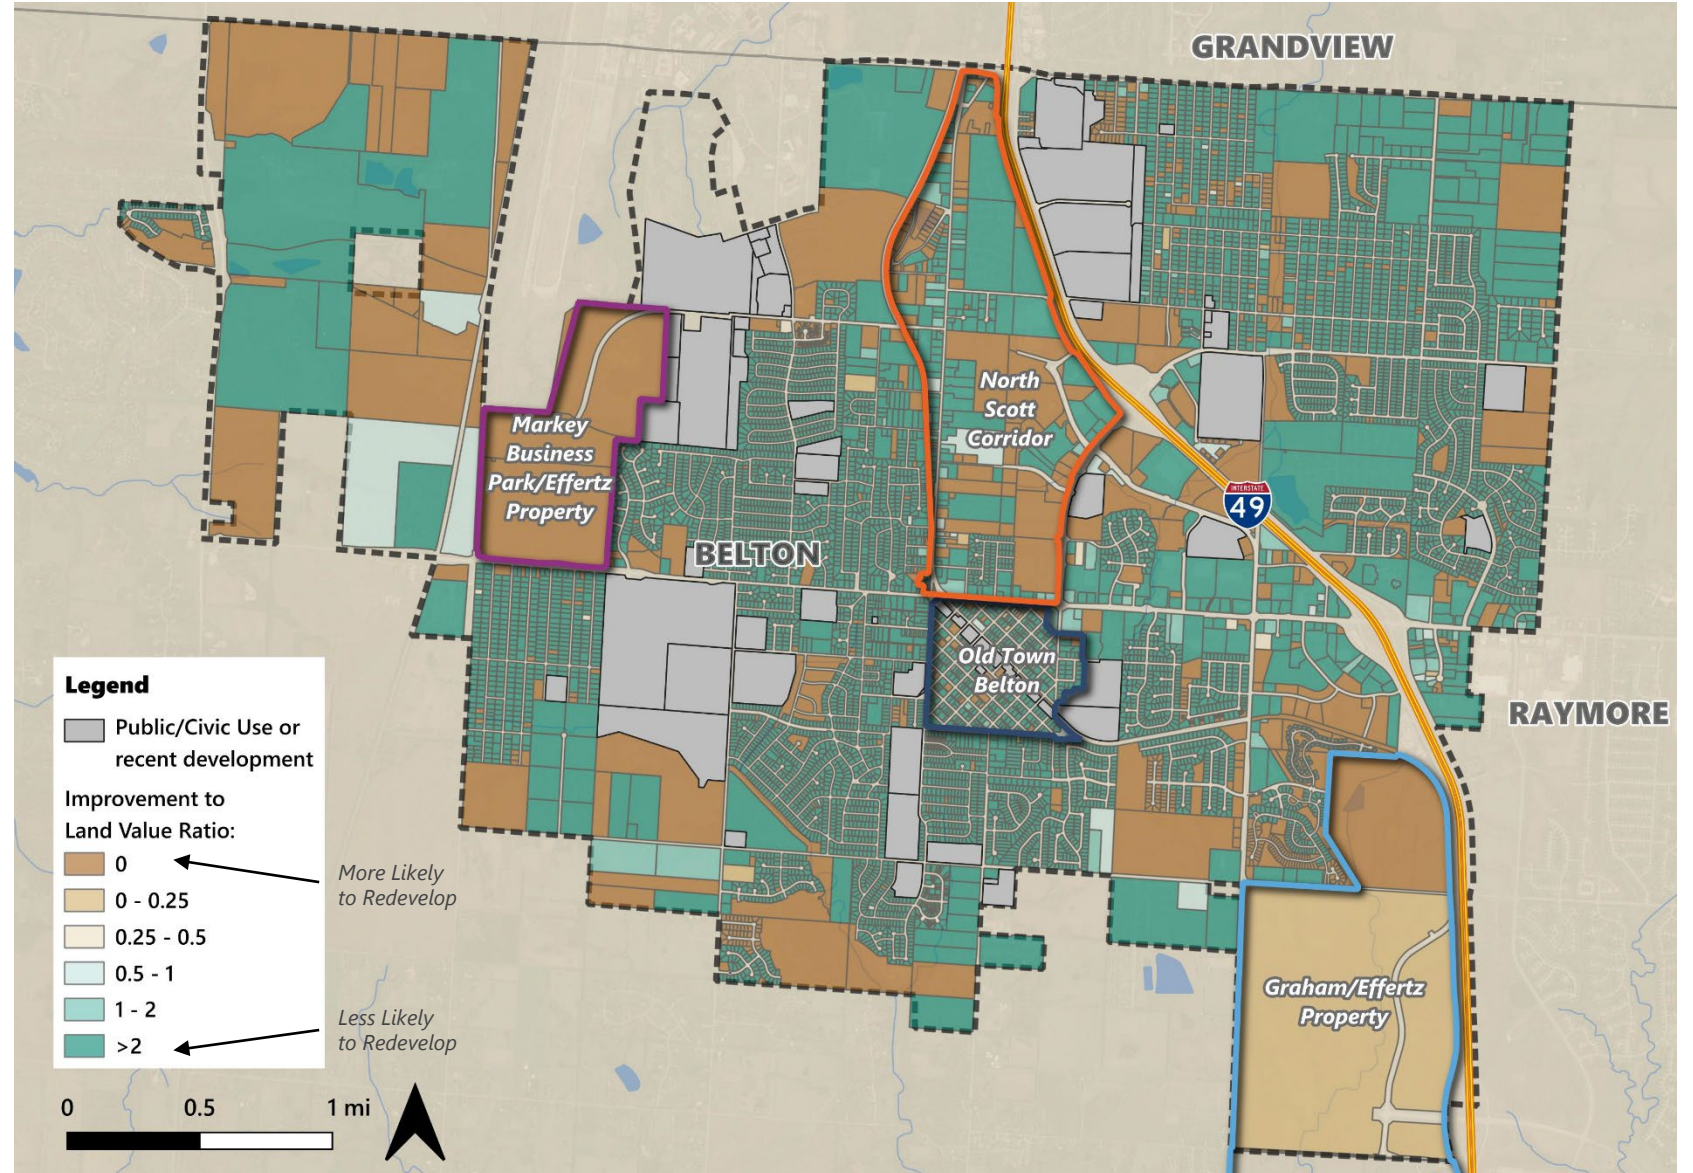 GRANDVIEW
North
Scott
Corridor
Markey
Business
Park/Effertz
Property
INTERSTATE
49
BELTON
Old Town
Belton
RAYMORE
Graham/Effertz
Property
Legend
Public/Civic Use or
recent development
Improvement to
Land Value Ratio:
0
0 - 0.25
0.25 - 0.5
0.5 - 1
1 - 2
>2
More Likely
to Redevelop
Less Likely
to Redevelop
0 0.5 1 mi